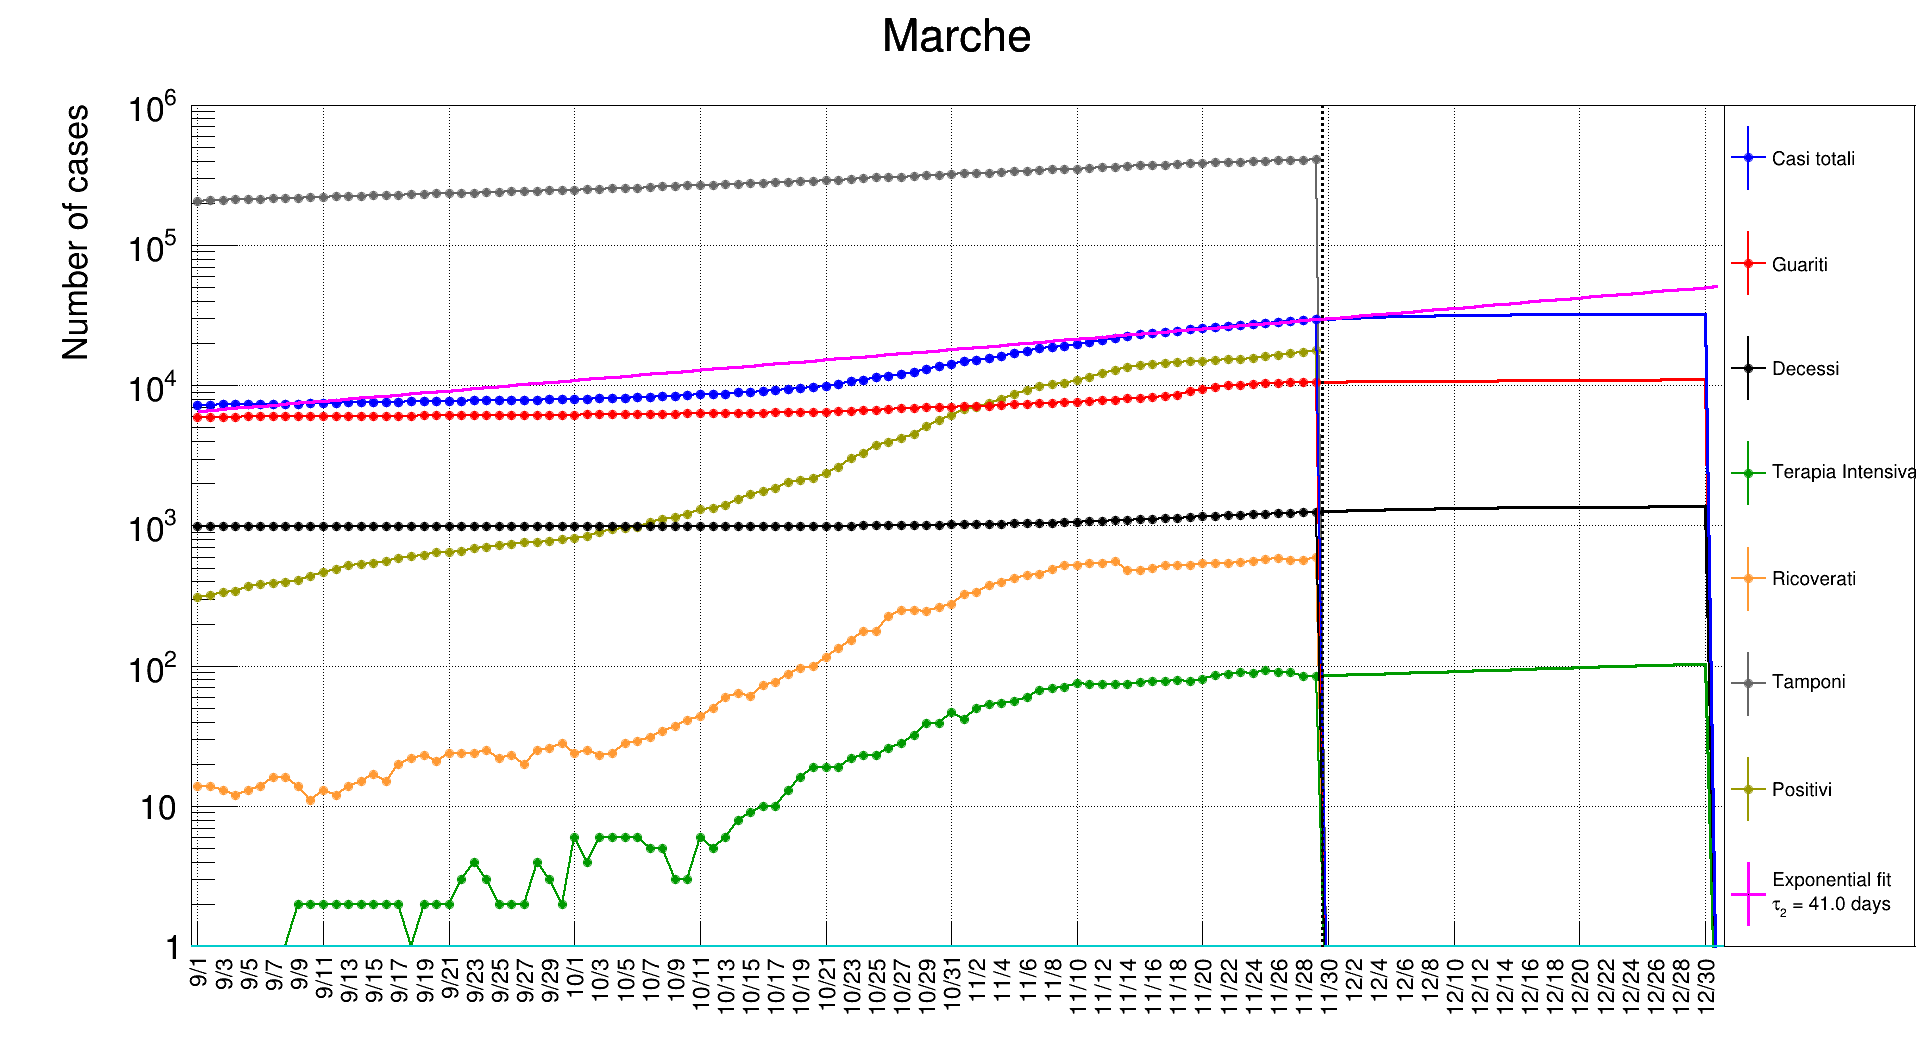 Marche
Number of cases
10^6
10^5
10^4
10^3
10^2
10
1
9/1 9/3 9/5 9/7 9/9 9/11 9/13 9/15 9/17 9/19 9/21 9/23 9/25 9/27 9/29 10/1 10/3 10/5 10/7 10/9 10/11 10/13 10/15 10/17 10/19 10/21 10/23 10/25 10/27 10/29 10/31 11/2 11/4 11/6 11/8 11/10 11/12 11/14 11/16 11/18 11/20 11/22 11/24 11/26 11/28 11/30 12/2 12/4 12/6 12/8 12/10 12/12 12/14 12/16 12/18 12/20 12/22 12/24 12/26 12/28 12/30
Casi totali
Guariti
Decessi
Terapia Intensiva
Ricoverati
Tamponi
Positivi
Exponential fit
τ_2 = 41.0 days